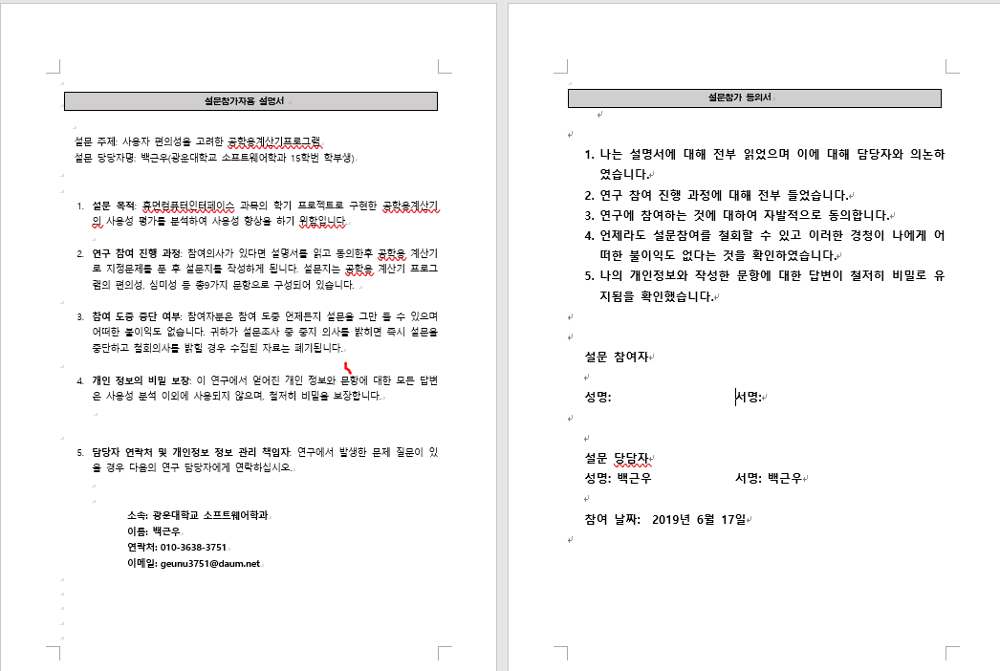 설문참가자용 설명서
설문 주제: 사용자 편의성을 고려한 공학용계산기프로그램
설문 담당자명: 백근우(광운대학교 소프트웨어학과 15학번 학부생)
1. 설문 목적: 휴먼컴퓨터인터페이스 과목의 학기 프로젝트로 구현한 공학용계산기
의 사용성 평가를 분석하여 사용성 향상을 하기 위함입니다.
2. 연구 참여 진행 과정: 참여의사가 있다면 설명서를 읽고 동의한후 공학용 계산기
로 지정문제를 푼 후 설문지를 작성하게 됩니다. 설문지는 공학용 계산기 프로그
램의 편의성, 심미성 등 총9가지 문항으로 구성되어 있습니다.
3. 참여 도중 중단 여부: 참여자분은 참여 도중 언제든지 설문을 그만 둘 수 있으며
어떠한 불이익도 없습니다. 귀하가 설문조사 중 중지 의사를 밝히면 즉시 설문을
중단하고 철회의사를 밝힐 경우 수집된 자료는 폐기됩니다.
4. 개인 정보의 비밀 보장: 이 연구에서 얻어진 개인 정보와 문항에 대한 모든 답변
은 사용성 분석 이외에 사용되지 않으며, 철저히 비밀을 보장합니다.
5. 담당자 연락처 및 개인정보 정보 관리 책임자: 연구에서 발생한 문제 질문이 있
을 경우 다음의 연구 담당자에게 연락하십시오.
소속: 광운대학교 소프트웨어학과
이름: 백근우
연락처: 010-3638-3751
이메일: geunu3751@daum.net
설문참가 동의서
1. 나는 설명서에 대해 전부 읽었으며 이에 대해 담당자와 의논하
였습니다.
2. 연구 참여 진행 과정에 대해 전부 들었습니다.
3. 연구에 참여하는 것에 대하여 자발적으로 동의합니다.
4. 언제라도 설문참여를 철회할 수 있고 이러한 결정이 나에게 어
떠한 불이익도 없다는 것을 확인하였습니다.
5. 나의 개인정보와 작성한 문항에 대한 답변이 철저히 비밀로 유
지됨을 확인했습니다.
설문 참여자
성명: 서명:
설문 담당자
성명: 백근우 서명: 백근우
참여 날짜: 2019년 6월 17일